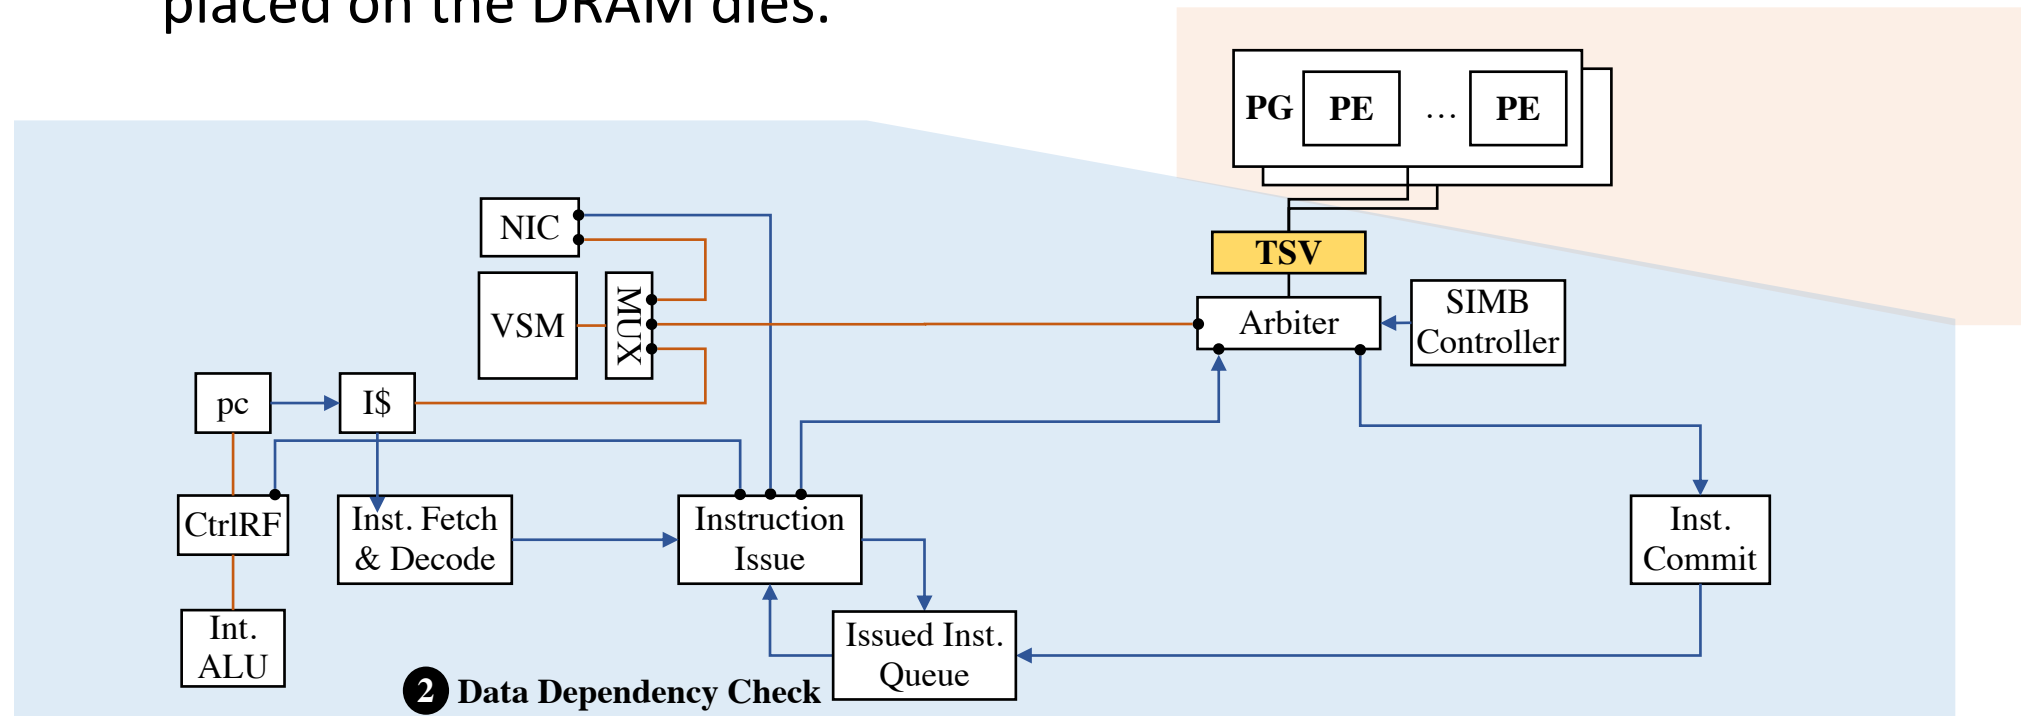 placed on the DRAM dies.
PG PE … PE
NIC
TSV
VSM
MUX
Arbiter
SIMB
Controller
pc
I$
CtrlRF
Inst. Fetch
& Decode
Instruction
Issue
Inst.
Commit
Int.
ALU
Issued Inst.
Queue
2 Data Dependency Check